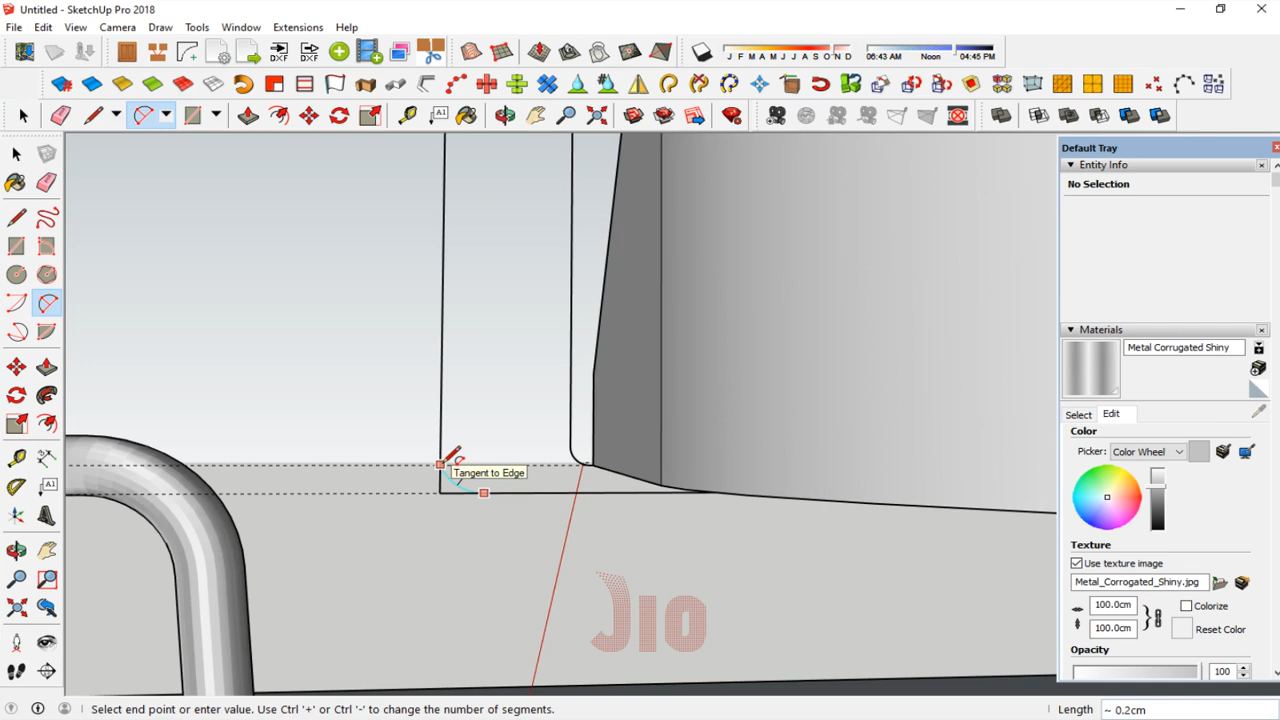 Untitled - SketchUp Pro 2018
File Edit View Camera Draw Tools Window Extensions Help
J F M A M J J A S O N D
06:43 AM Noon 04:45 PM
Default Tray
Entity Info
No Selection
Materials
Metal Corrugated Shiny
Select Edit
Color
Picker: Color Wheel
Texture
Use texture image
Metal_Corrogated_Shiny.jpg
100.0cm
Colorize
100.0cm
Reset Color
Opacity
100
Tangent to Edge
JIO
Select end point or enter value. Use Ctrl '+' or Ctrl '-' to change the number of segments.
Length ~ 0.2cm